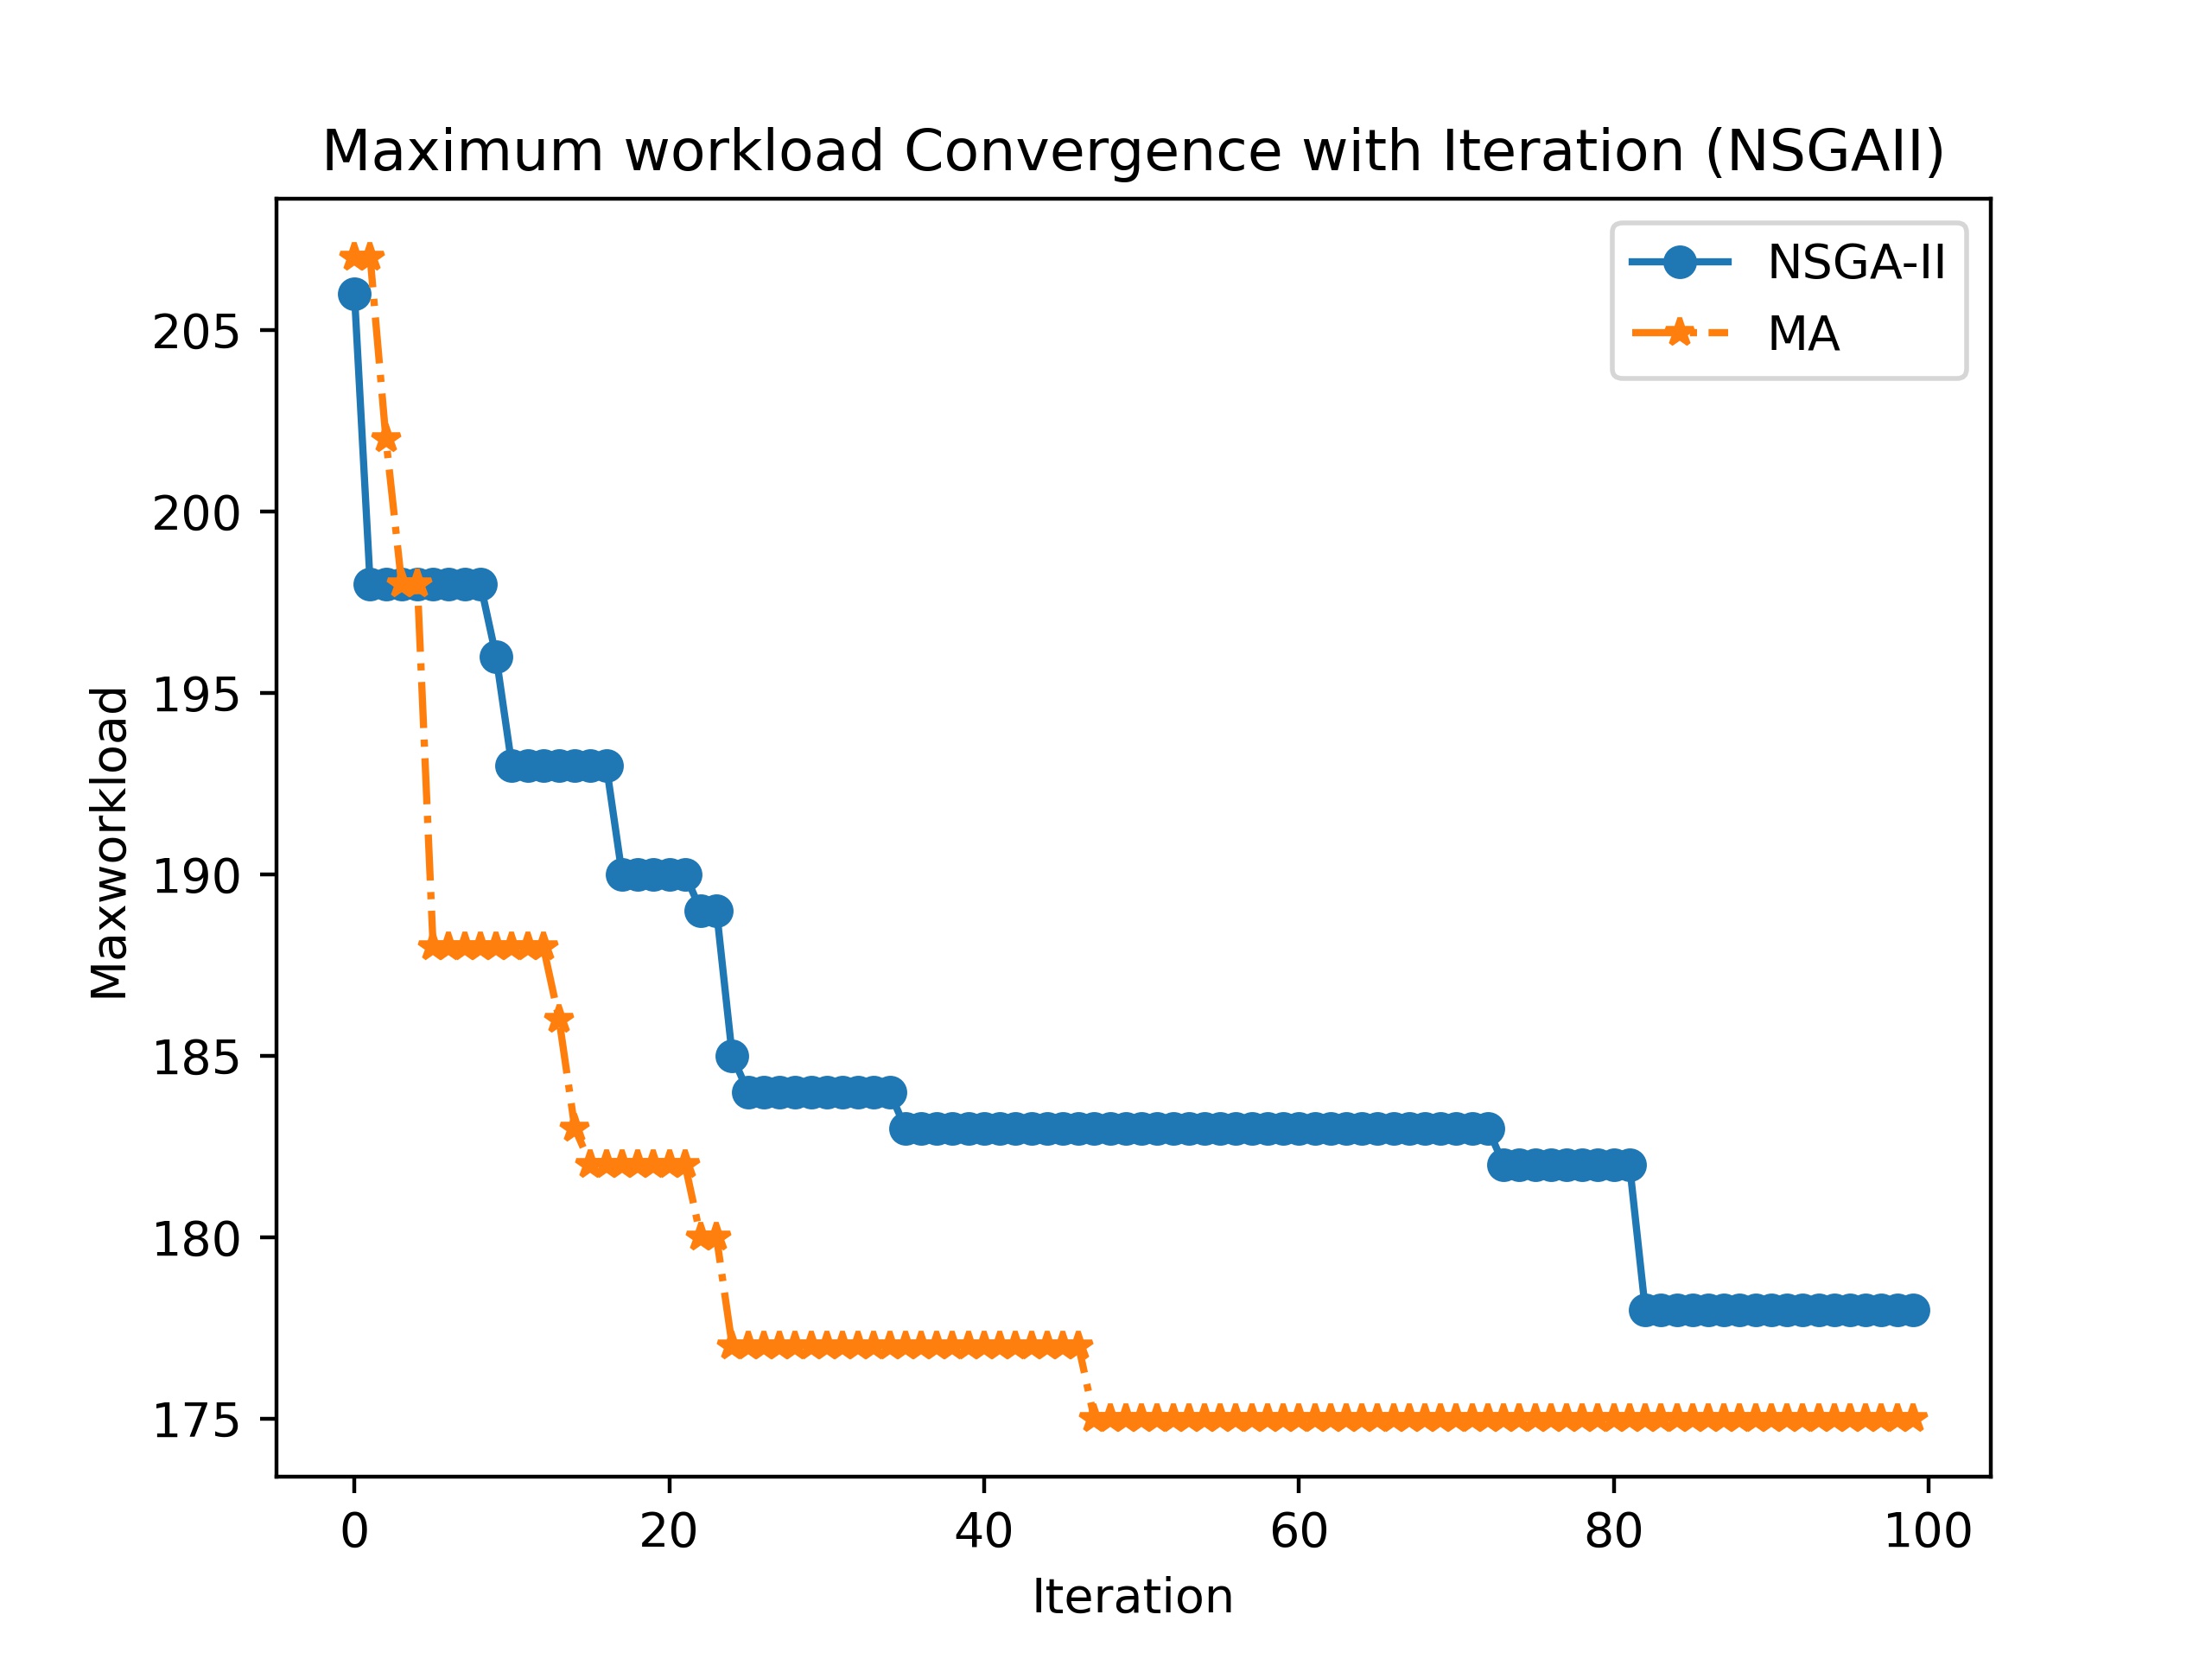 Maximum workload Convergence with Iteration (NSGAII)
NSGA-II
MA
Maxworkload
205
200
195
190
185
180
175
0 20 40 60 80 100
Iteration